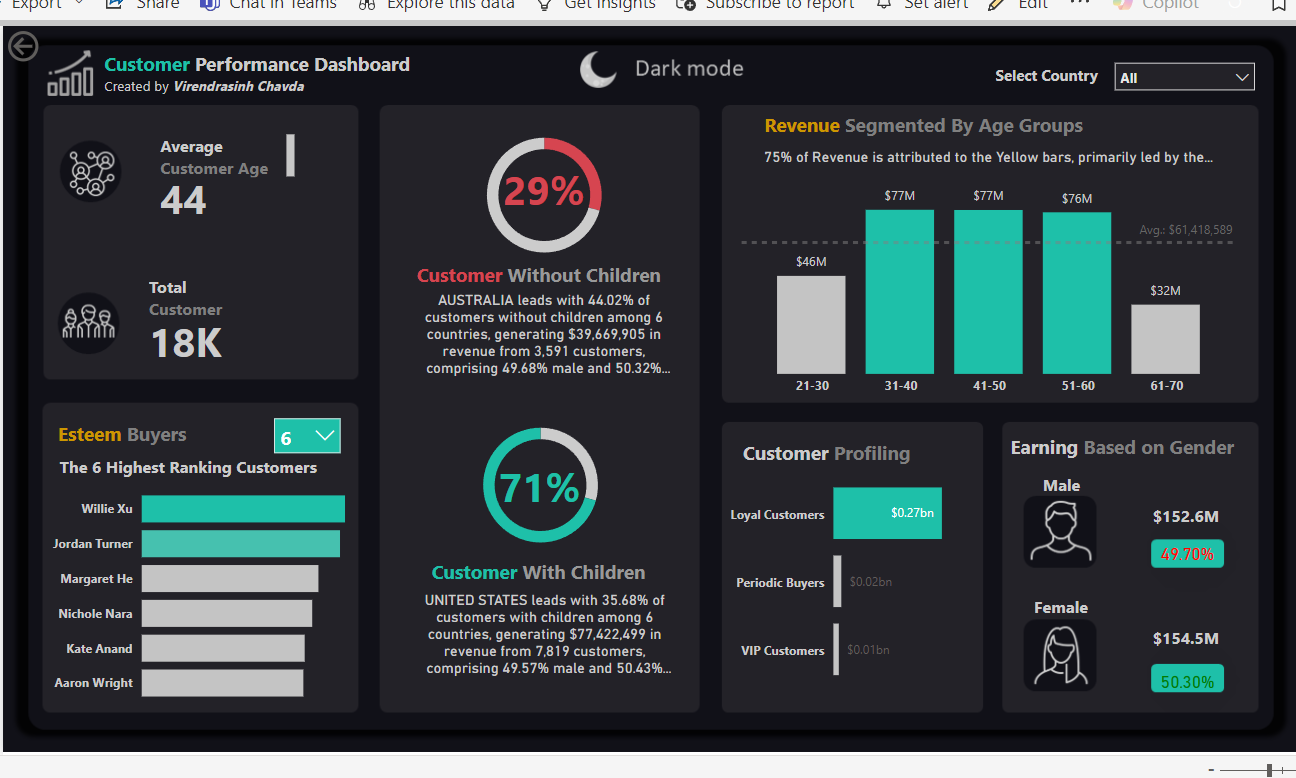 Export
Share
Chat in Teams
Explore this data
Get insights
Subscribe to report
Set alert
Edit
Copilot
Customer Performance Dashboard
Created by Virendrasinh Chavda
Dark mode
Select Country
All
Average
Customer Age
44
Total
Customer
18K
Esteem Buyers
6
The 6 Highest Ranking Customers
Willie Xu
Jordan Turner
Margaret He
Nichole Nara
Kate Anand
Aaron Wright
29%
Customer Without Children
AUSTRALIA leads with 44.02% of
customers without children among 6
countries, generating $39,669,905 in
revenue from 3,591 customers,
comprising 49.68% male and 50.32%...
71%
Customer With Children
UNITED STATES leads with 35.68% of
customers with children among 6
countries, generating $77,422,499 in
revenue from 7,819 customers,
comprising 49.57% male and 50.43%...
Revenue Segmented By Age Groups
75% of Revenue is attributed to the Yellow bars, primarily led by the...
$46M
$77M
$77M
$76M
$32M
Avg.: $61,418,589
21-30
31-40
41-50
51-60
61-70
Customer Profiling
Loyal Customers
$0.27bn
Periodic Buyers
$0.02bn
VIP Customers
$0.01bn
Earning Based on Gender
Male
$152.6M
49.70%
Female
$154.5M
50.30%